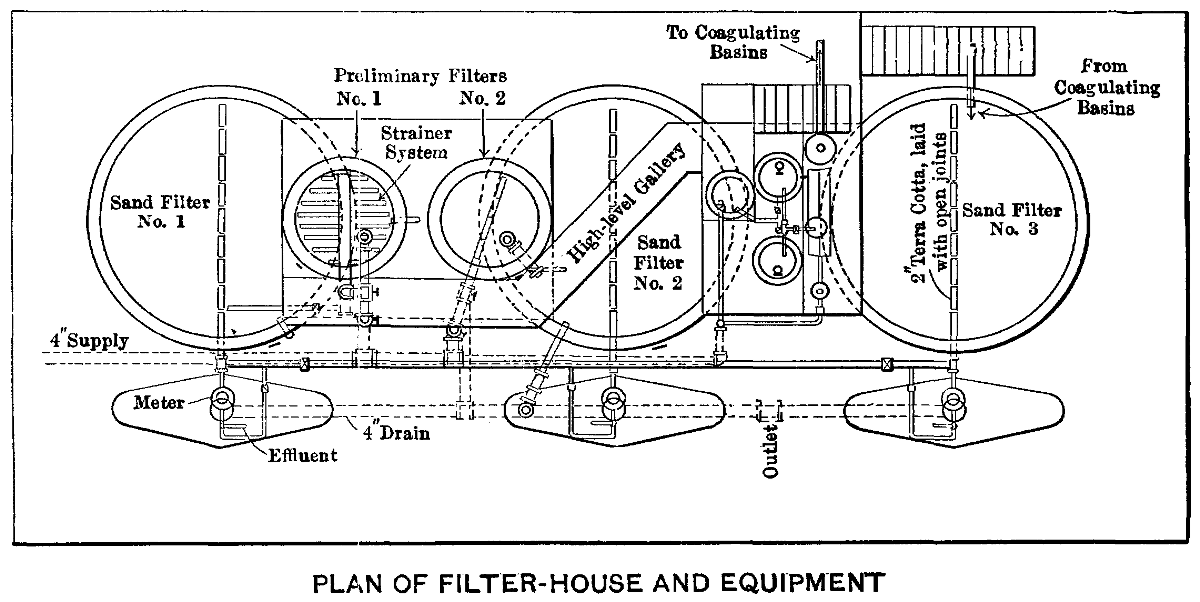 To Coagulating
Basins
From
Coagulating
Basins
Preliminary Filters
No. 1
No. 2
Strainer
System
Sand Filter
No. 1
High-level Gallery
Sand
Filter
No. 2
2" Terra Cotta, laid
with open joints
Sand Filter
No. 3
4" Supply
Meter
4" Drain
Effluent
Outlet
PLAN OF FILTER-HOUSE AND EQUIPMENT